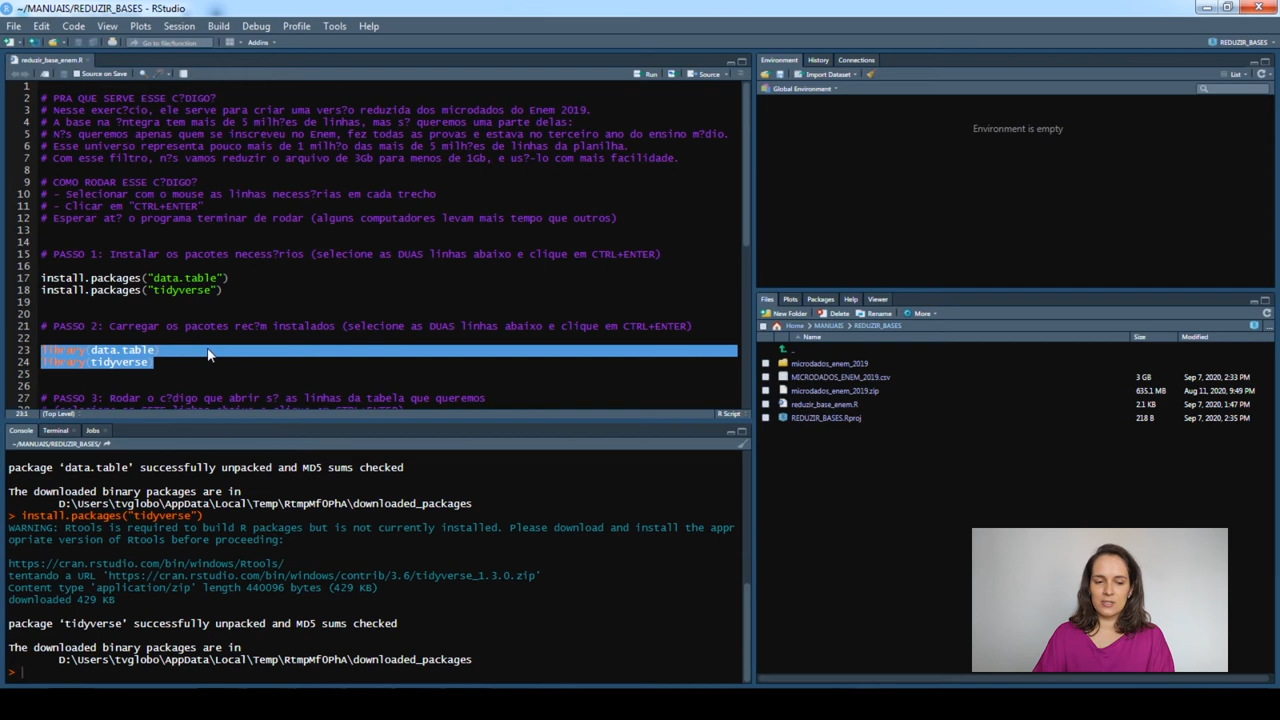 ~/MANUAIS/REDUZIR_BASES - RStudio
File Edit Code View Plots Session Build Debug Profile Tools Help
Go to file/function Addins REDUZIR_BASES
reduzir_base_enem.R
Source on Save Run Source
1
2 # PRA QUE SERVE ESSE C?DIGO?
3 # Nesse exerc?cio, ele serve para criar uma vers?o reduzida dos microdados do Enem 2019.
4 # A base na ?ntegra tem mais de 5 milh?es de linhas, mas s? queremos uma parte delas:
5 # N?s queremos apenas quem se inscreveu no Enem, fez todas as provas e estava no terceiro ano do ensino m?dio.
6 # Esse universo representa pouco mais de 1 milh?o das mais de 5 milh?es de linhas da planilha.
7 # Com esse filtro, n?s vamos reduzir o arquivo de 3Gb para menos de 1Gb, e us?-lo com mais facilidade.
8
9 # COMO RODAR ESSE C?DIGO?
10 # - Selecionar com o mouse as linhas necess?rias em cada trecho
11 # - Clicar em "CTRL+ENTER"
12 # Esperar at? o programa terminar de rodar (alguns computadores levam mais tempo que outros)
13
14
15 # PASSO 1: Instalar os pacotes necess?rios (selecione as DUAS linhas abaixo e clique em CTRL+ENTER)
16
17 install.packages("data.table")
18 install.packages("tidyverse")
19
20
21 # PASSO 2: Carregar os pacotes rec?m instalados (selecione as DUAS linhas abaixo e clique em CTRL+ENTER)
22
23 library(data.table)
24 library(tidyverse)
25
26
27 # PASSO 3: Rodar o c?digo que abrir s? as linhas da tabela que queremos
23:1 (Top Level) R Script
Console Terminal Jobs
~/MANUAIS/REDUZIR_BASES/
package 'data.table' successfully unpacked and MD5 sums checked
The downloaded binary packages are in
D:\Users\tvglobo\AppData\Local\Temp\RtmpMfOPhA\downloaded_packages
> install.packages("tidyverse")
WARNING: Rtools is required to build R packages but is not currently installed. Please download and install the appr
opriate version of Rtools before proceeding:
https://cran.rstudio.com/bin/windows/Rtools/
tentando a URL 'https://cran.rstudio.com/bin/windows/contrib/3.6/tidyverse_1.3.0.zip'
Content type 'application/zip' length 440096 bytes (429 KB)
downloaded 429 KB
package 'tidyverse' successfully unpacked and MD5 sums checked
The downloaded binary packages are in
D:\Users\tvglobo\AppData\Local\Temp\RtmpMfOPhA\downloaded_packages
>
Environment History Connections
Import Dataset List
Global Environment
Environment is empty
Files Plots Packages Help Viewer
New Folder Delete Rename More
Home MANUAIS REDUZIR_BASES
Name Size Modified
..
microdados_enem_2019
MICRODADOS_ENEM_2019.csv 3 GB Sep 7, 2020, 2:33 PM
microdados_enem_2019.zip 635.1 MB Aug 11, 2020, 9:49 PM
reduzir_base_enem.R 2.1 KB Sep 7, 2020, 1:47 PM
REDUZIR_BASES.Rproj 218 B Sep 7, 2020, 2:35 PM